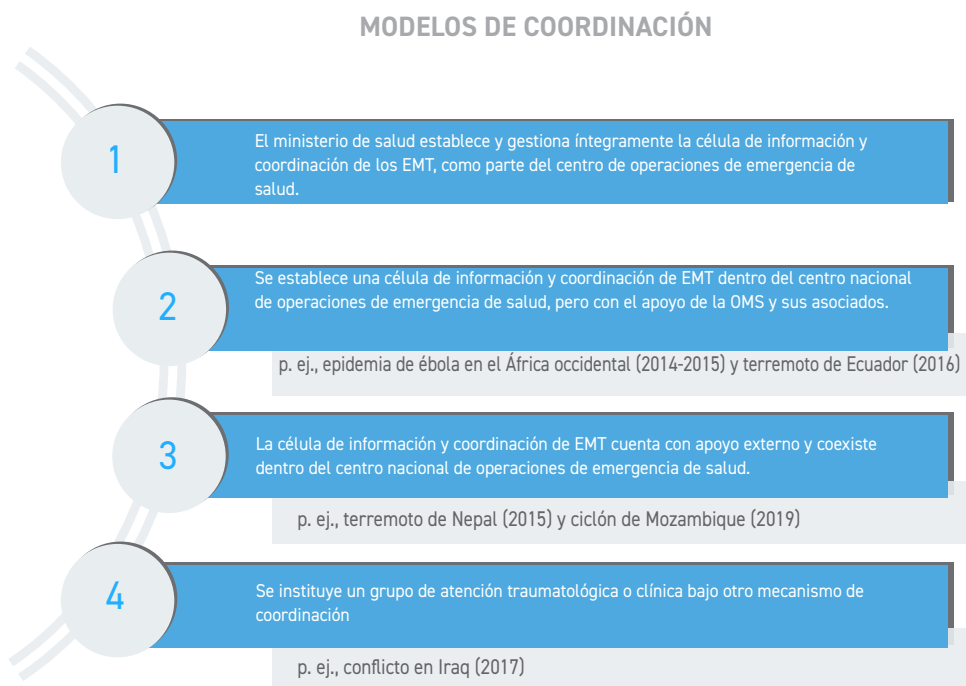 MODELOS DE COORDINACIÓN
1
El ministerio de salud establece y gestiona íntegramente la célula de información y
coordinación de los EMT, como parte del centro de operaciones de emergencia de
salud.
2
Se establece una célula de información y coordinación de EMT dentro del centro nacional
de operaciones de emergencia de salud, pero con el apoyo de la OMS y sus asociados.
p. ej., epidemia de ébola en el África occidental (2014-2015) y terremoto de Ecuador (2016)
3
La célula de información y coordinación de EMT cuenta con apoyo externo y coexiste
dentro del centro nacional de operaciones de emergencia de salud.
p. ej., terremoto de Nepal (2015) y ciclón de Mozambique (2019)
4
Se instituye un grupo de atención traumatológica o clínica bajo otro mecanismo de
coordinación
p. ej., conflicto en Iraq (2017)